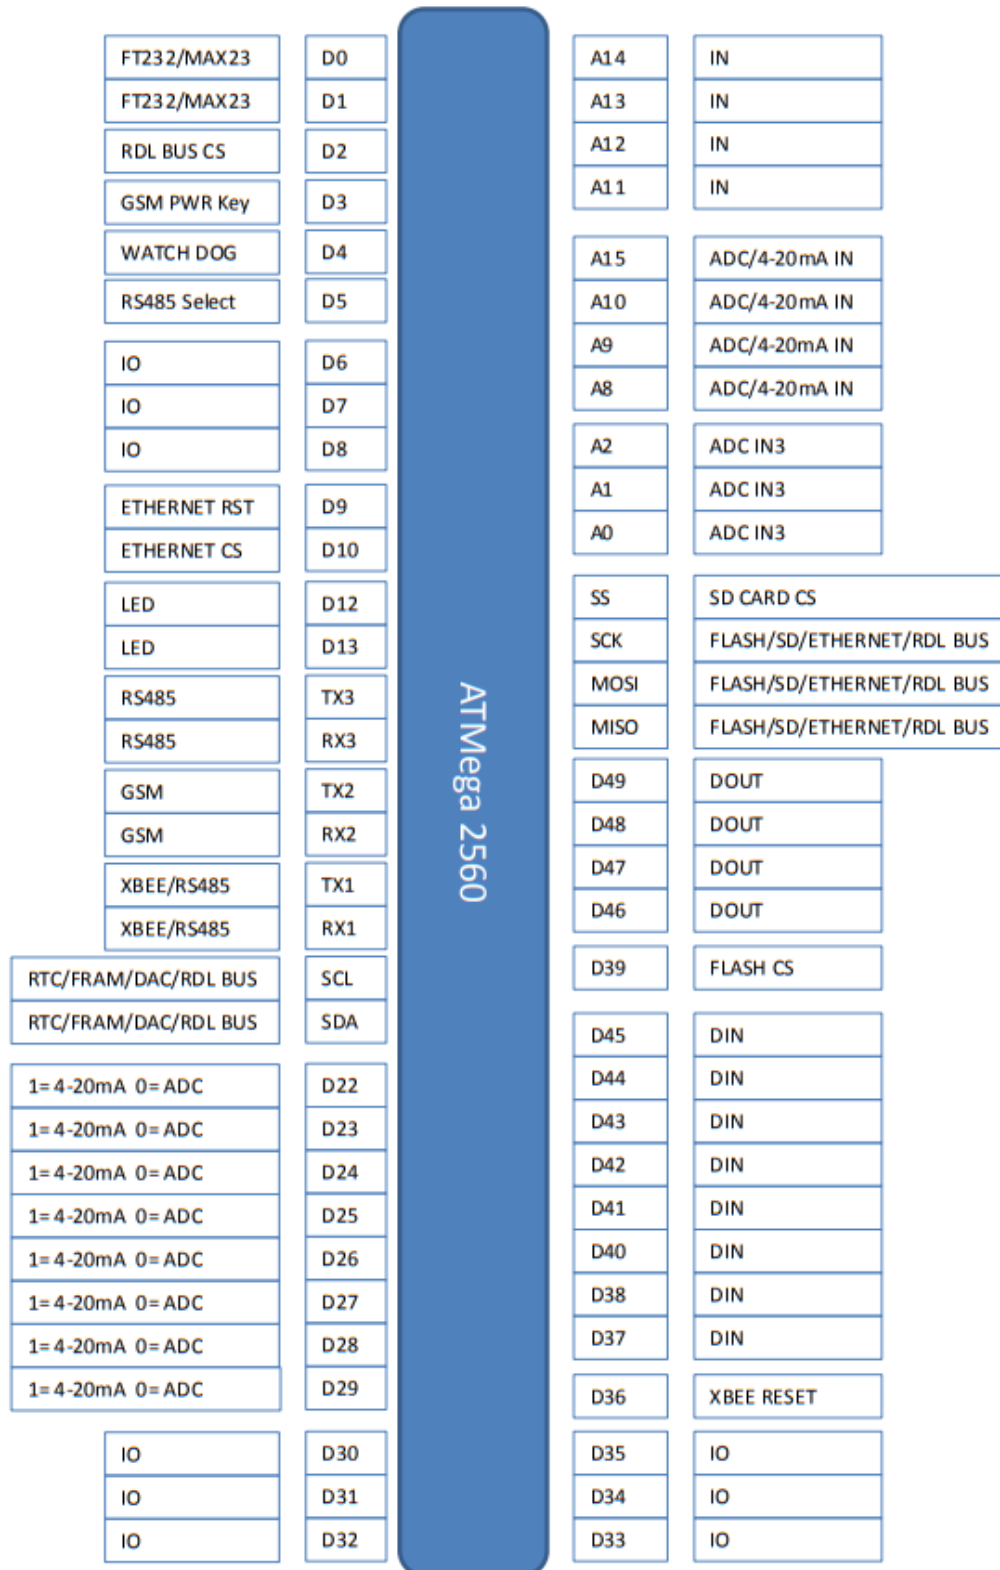 FT232/MAX23 D0
FT232/MAX23 D1
RDL BUS CS D2
GSM PWR Key D3
WATCH DOG D4
RS485 Select D5
IO D6
IO D7
IO D8
ETHERNET RST D9
ETHERNET CS D10
LED D12
LED D13
RS485 TX3
RS485 RX3
GSM TX2
GSM RX2
XBEE/RS485 TX1
XBEE/RS485 RX1
RTC/FRAM/DAC/RDL BUS SCL
RTC/FRAM/DAC/RDL BUS SDA
1=4-20mA 0=ADC D22
1=4-20mA 0=ADC D23
1=4-20mA 0=ADC D24
1=4-20mA 0=ADC D25
1=4-20mA 0=ADC D26
1=4-20mA 0=ADC D27
1=4-20mA 0=ADC D28
1=4-20mA 0=ADC D29
IO D30
IO D31
IO D32
ATMega 2560
A14 IN
A13 IN
A12 IN
A11 IN
A15 ADC/4-20mA IN
A10 ADC/4-20mA IN
A9 ADC/4-20mA IN
A8 ADC/4-20mA IN
A2 ADC IN3
A1 ADC IN3
A0 ADC IN3
SS SD CARD CS
SCK FLASH/SD/ETHERNET/RDL BUS
MOSI FLASH/SD/ETHERNET/RDL BUS
MISO FLASH/SD/ETHERNET/RDL BUS
D49 DOUT
D48 DOUT
D47 DOUT
D46 DOUT
D39 FLASH CS
D45 DIN
D44 DIN
D43 DIN
D42 DIN
D41 DIN
D40 DIN
D38 DIN
D37 DIN
D36 XBEE RESET
D35 IO
D34 IO
D33 IO